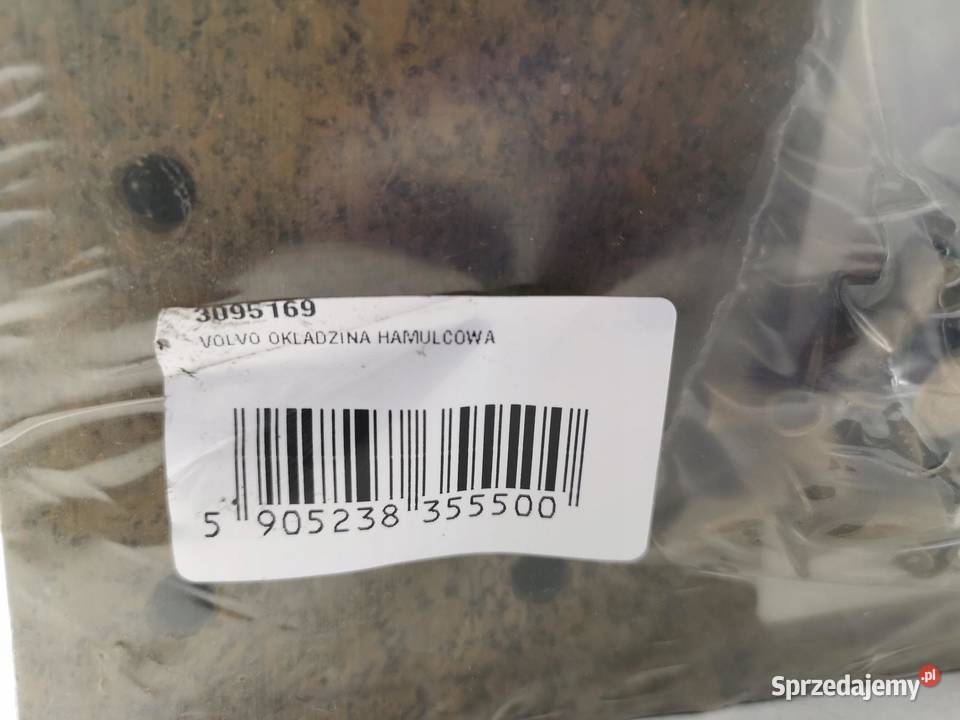 3095169
VOLVO OKLADZINA HAMULCOWA
5 905238 355500
Sprzedajemy.pl